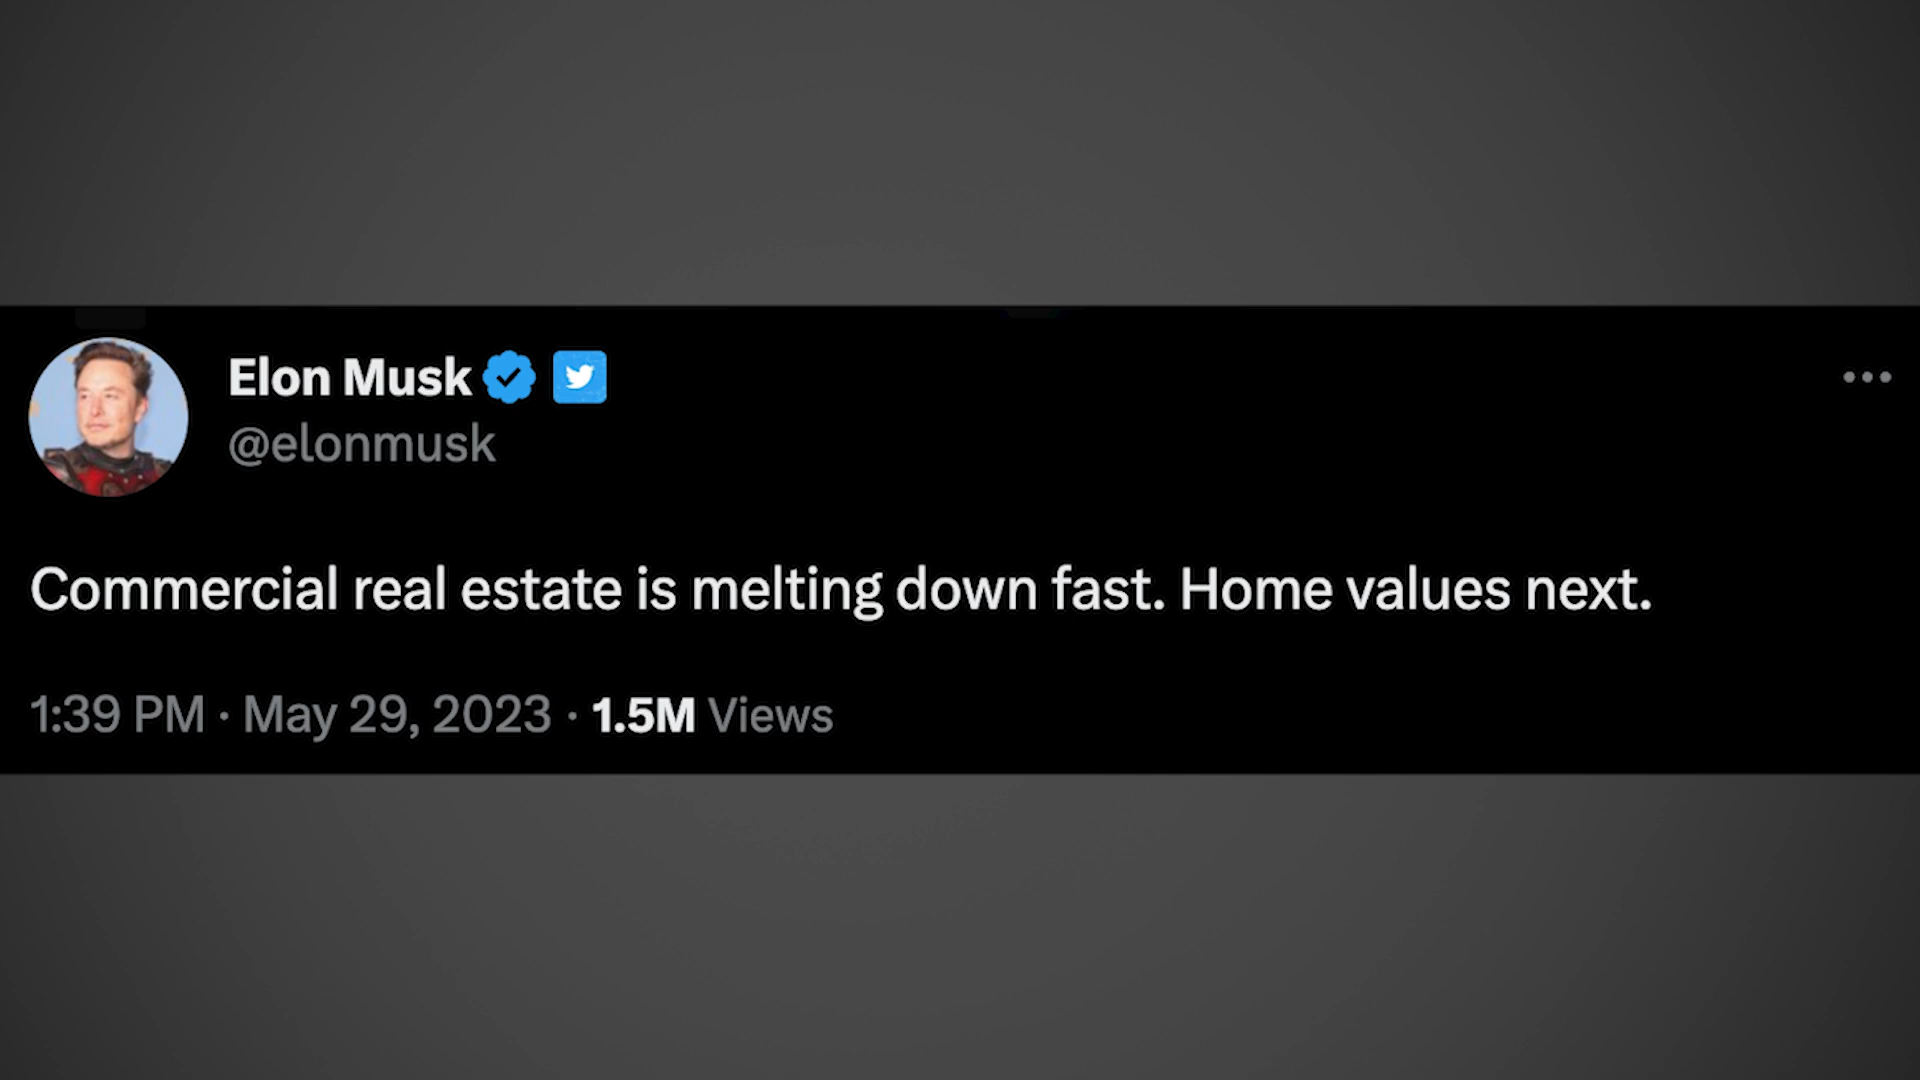 Elon Musk
@elonmusk
Commercial real estate is melting down fast. Home values next.
1:39 PM · May 29, 2023 · 1.5M Views